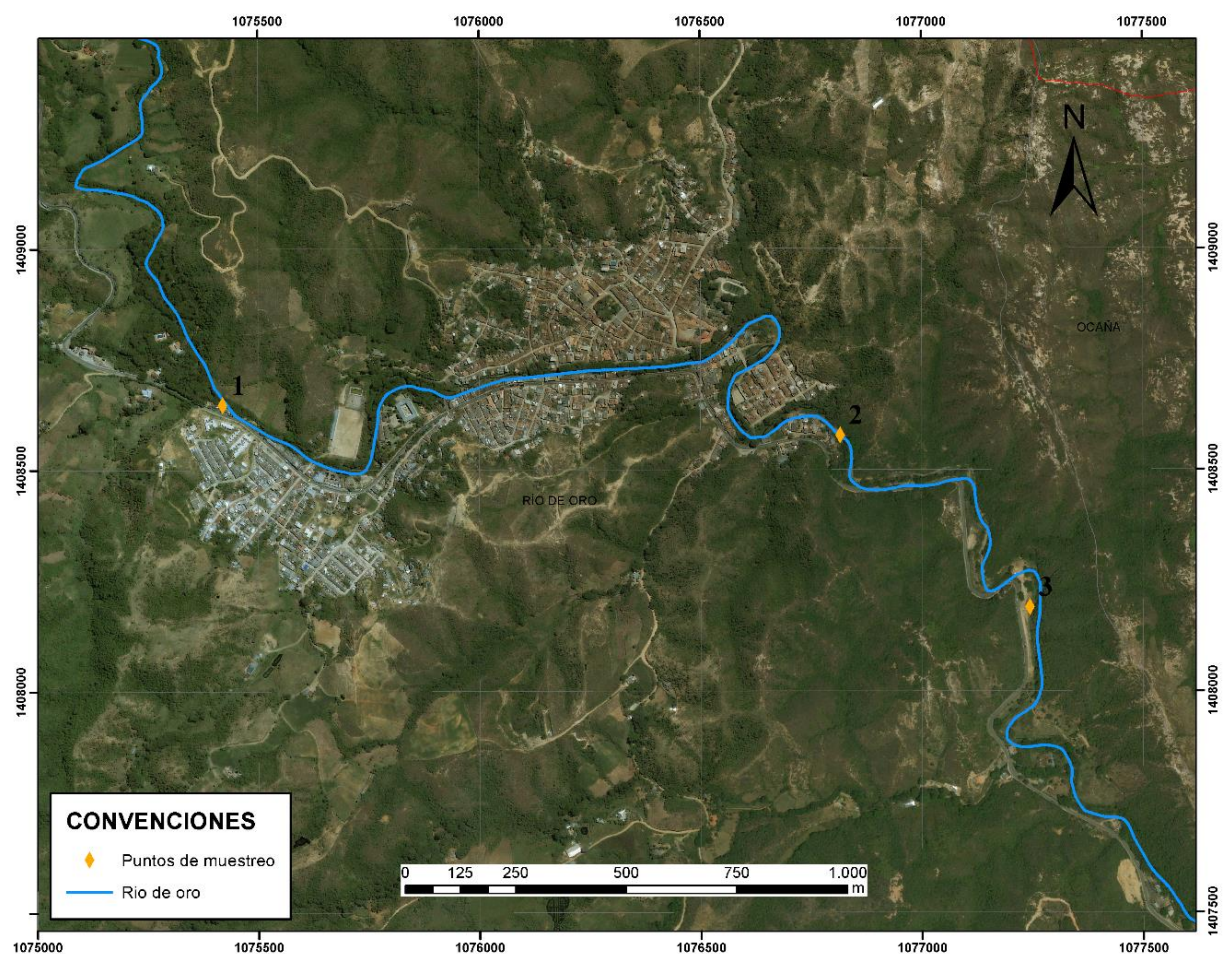 1075500 1076000 1076500 1077000 1077500
N
1409000 1409000
OCAÑA
1
2
1408500 1408500
RÍO DE ORO
3
1408000 1408000
CONVENCIONES
Puntos de muestreo
Rio de oro
0 125 250 500 750 1.000
m
1407500
1075000 1075500 1076000 1076500 1077000 1077500